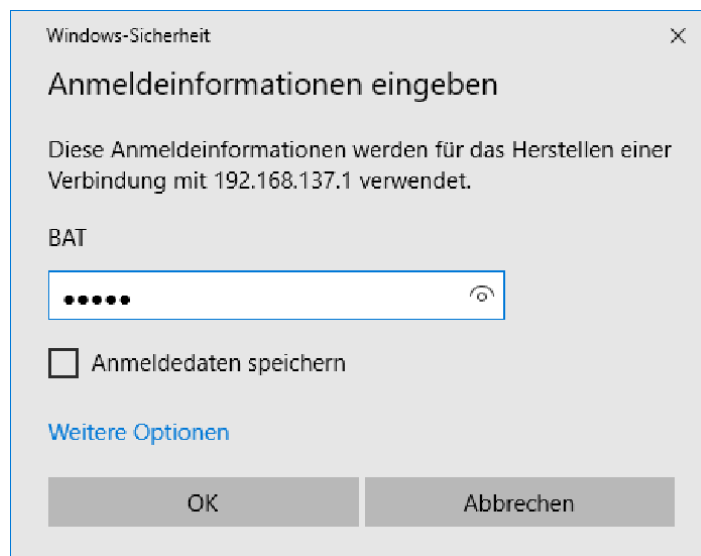 Windows-Sicherheit
Anmeldeinformationen eingeben
Diese Anmeldeinformationen werden für das Herstellen einer
Verbindung mit 192.168.137.1 verwendet.
BAT
●●●●●
Anmeldedaten speichern
Weitere Optionen
OK Abbrechen